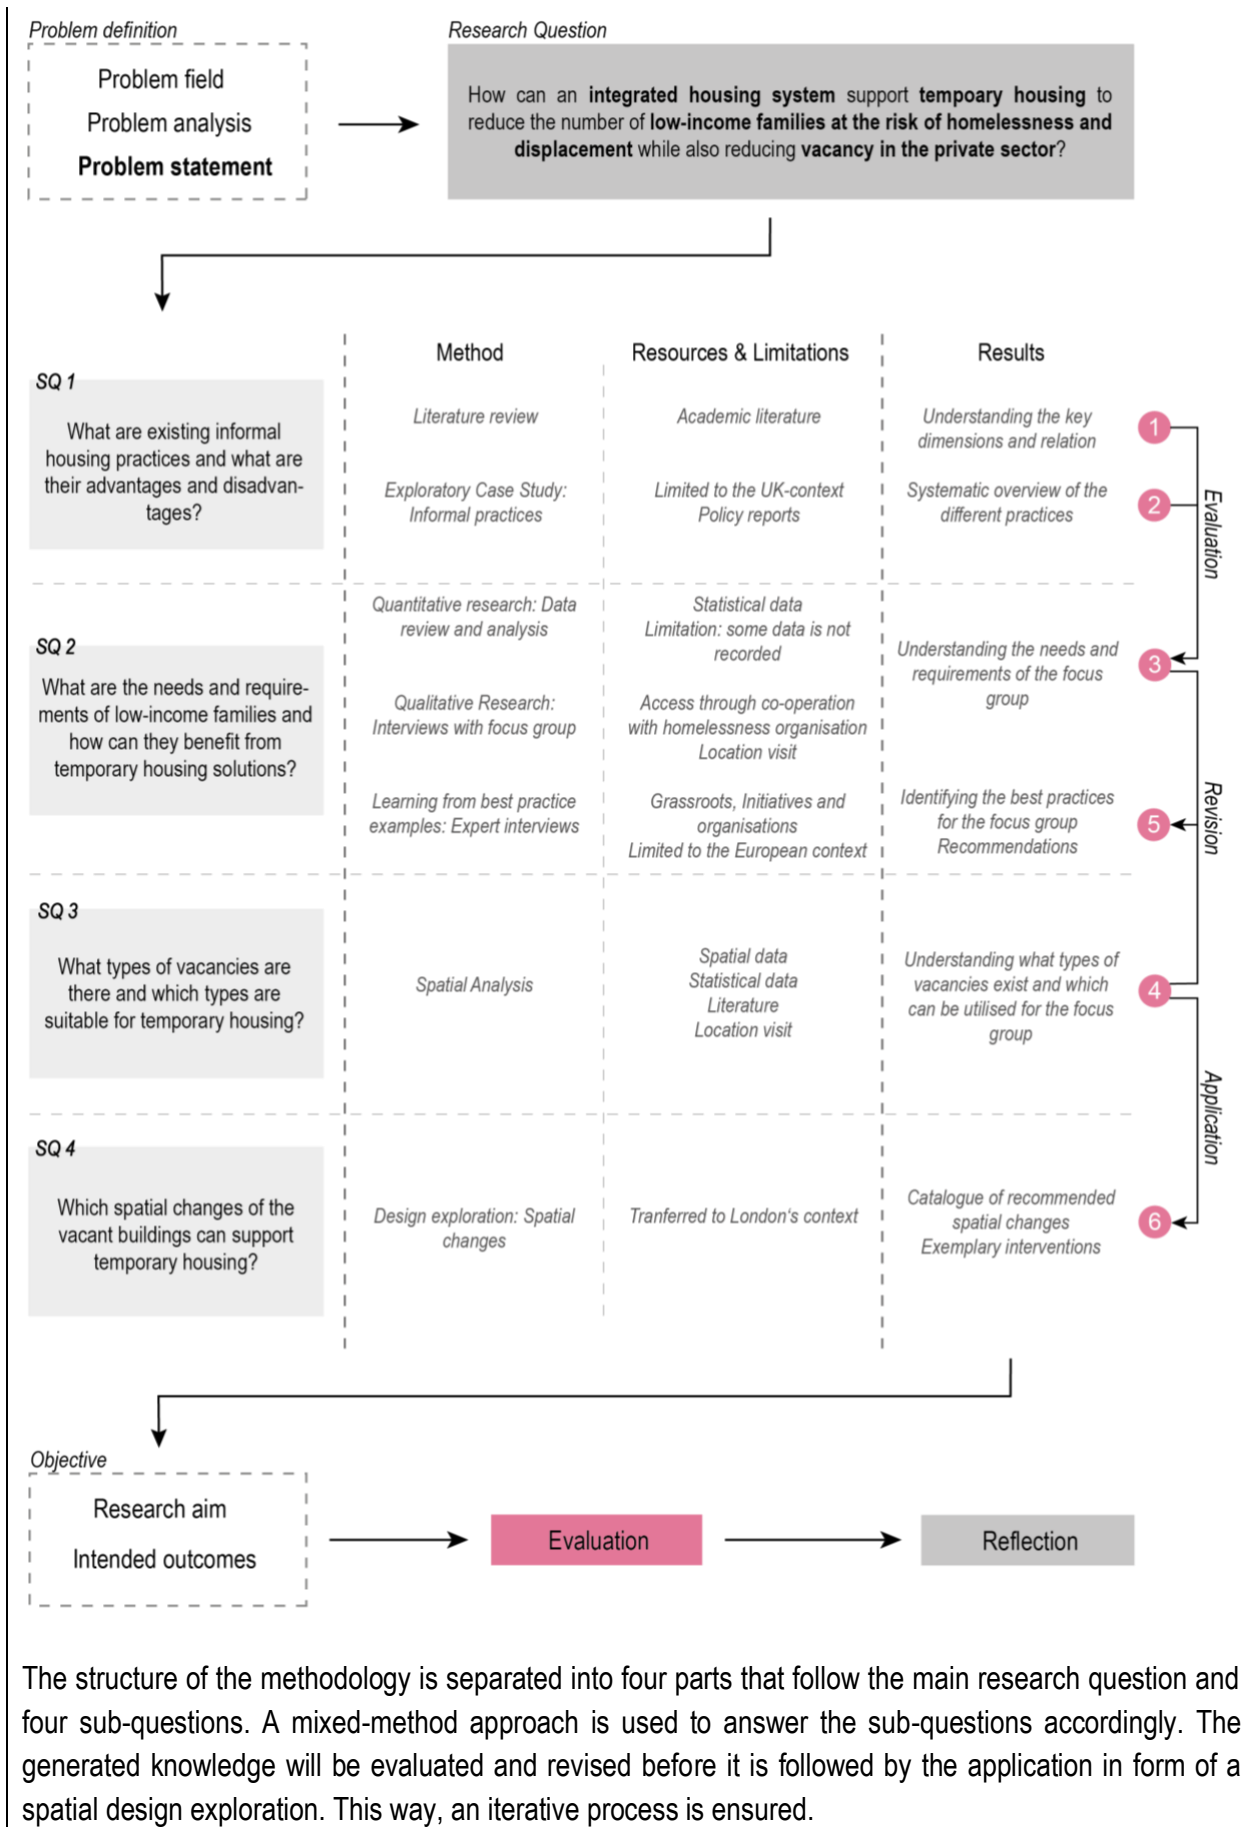 Problem definition
Problem field
Problem analysis
Problem statement
Research Question
How can an integrated housing system support tempoary housing to
reduce the number of low-income families at the risk of homelessness and
displacement while also reducing vacancy in the private sector?
Method
Resources & Limitations
Results
SQ 1
What are existing informal
housing practices and what are
their advantages and disadvan-
tages?
Literature review
Academic literature
Understanding the key
dimensions and relation
1
Exploratory Case Study:
Informal practices
Limited to the UK-context
Policy reports
Systematic overview of the
different practices
2
Evaluation
SQ 2
What are the needs and require-
ments of low-income families and
how can they benefit from
temporary housing solutions?
Quantitative research: Data
review and analysis
Statistical data
Limitation: some data is not
recorded
Understanding the needs and
requirements of the focus
group
3
Qualitative Research:
Interviews with focus group
Access through co-operation
with homelessness organisation
Location visit
Learning from best practice
examples: Expert interviews
Grassroots, Initiatives and
organisations
Limited to the European context
Identifying the best practices
for the focus group
Recommendations
5
Revision
SQ 3
What types of vacancies are
there and which types are
suitable for temporary housing?
Spatial Analysis
Spatial data
Statistical data
Literature
Location visit
Understanding what types of
vacancies exist and which
can be utilised for the focus
group
4
Application
SQ 4
Which spatial changes of the
vacant buildings can support
temporary housing?
Design exploration: Spatial
changes
Tranferred to London's context
Catalogue of recommended
spatial changes
Exemplary interventions
6
Objective
Research aim
Intended outcomes
Evaluation
Reflection
The structure of the methodology is separated into four parts that follow the main research question and
four sub-questions. A mixed-method approach is used to answer the sub-questions accordingly. The
generated knowledge will be evaluated and revised before it is followed by the application in form of a
spatial design exploration. This way, an iterative process is ensured.